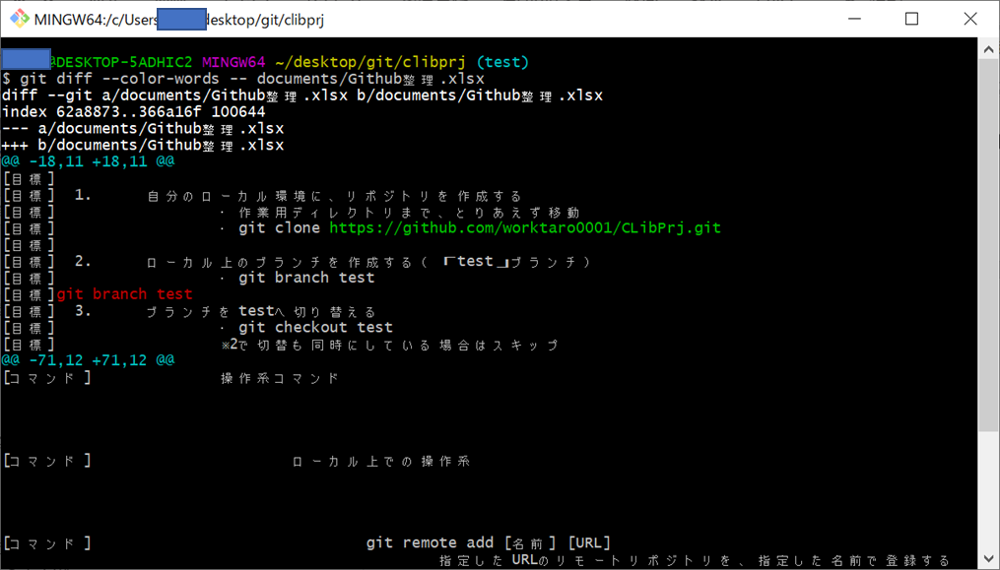 MINGW64:/c/Users desktop/git/clibprj
@DESKTOP-5ADHIC2 MINGW64 ~/desktop/git/clibprj (test)
$ git diff --color-words -- documents/Github整理.xlsx
diff --git a/documents/Github整理.xlsx b/documents/Github整理.xlsx
index 62a8873..366a16f 100644
--- a/documents/Github整理.xlsx
+++ b/documents/Github整理.xlsx
@@ -18,11 +18,11 @@
[目標]
[目標] 1. 自分のローカル環境に、リポジトリを作成する
[目標] ・ 作業用ディレクトリまで、とりあえず移動
[目標] ・ git clone https://github.com/worktaro0001/CLibPrj.git
[目標]
[目標] 2. ローカル上のブランチを作成する(「test」ブランチ)
[目標] ・ git branch test
[目標]git branch test
[目標] 3. ブランチをtestへ切り替える
[目標] ・ git checkout test
[目標] ※2で切替も同時にしている場合はスキップ
@@ -71,12 +71,12 @@
[コマンド] 操作系コマンド
[コマンド] ローカル上での操作系
[コマンド] git remote add [名前] [URL]
指定したURLのリモートリポジトリを、指定した名前で登録する